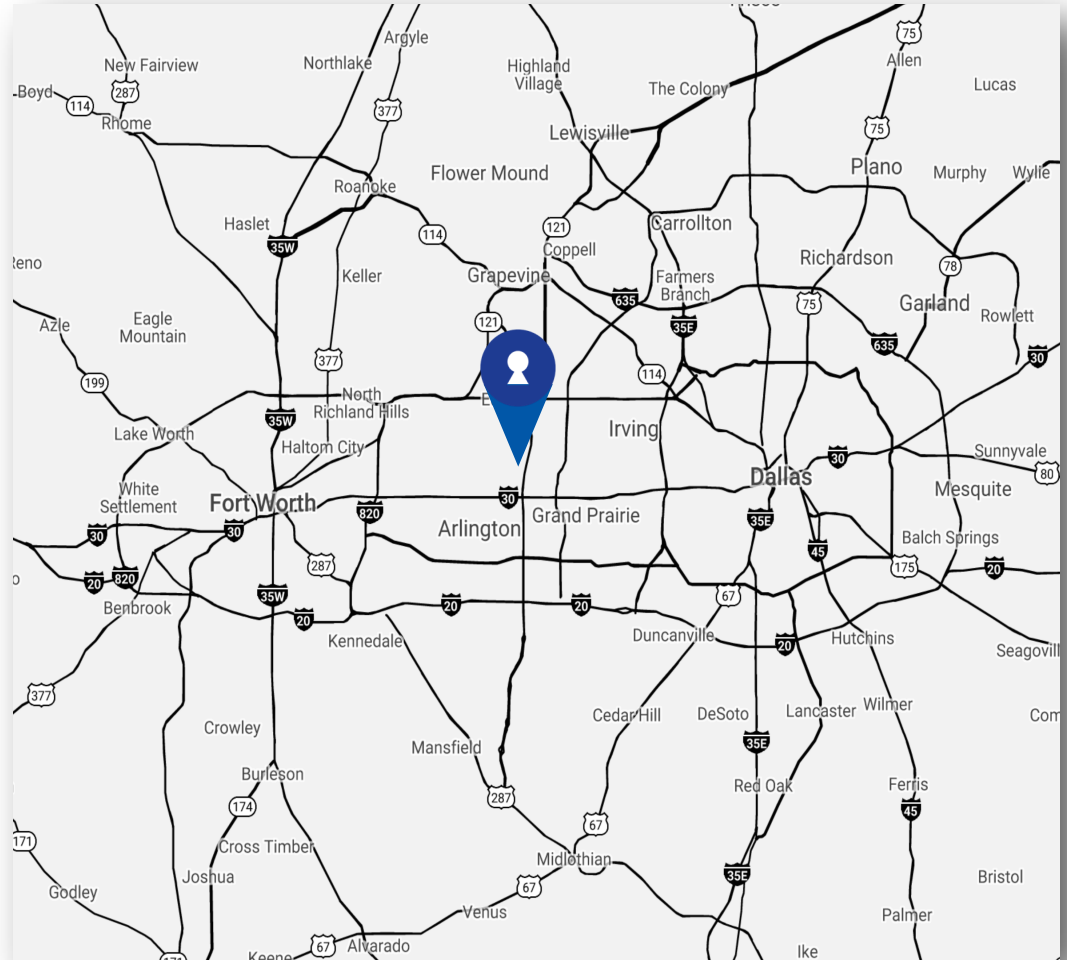 Argyle
75
New Fairview
Northlake
Highland
Village
Allen
287
Boyd
114
377
The Colony
Lucas
Rhome
Lewisville
75
Flower Mound
Plano
Murphy
Wylie
Roanoke
Haslet
35W
114
121
Carrollton
Coppell
Richardson
Keller
Grapevine
Farmers
Branch
78
635
75
Garland
Rowlett
Azle
Eagle
Mountain
121
35E
635
30
377
114
199
North
Richland Hills
35W
Lake Worth
Haltom City
Irving
30
Sunnyvale
80
White
Settlement
Fort Worth
30
Dallas
Mesquite
820
Arlington
Grand Prairie
35E
30
30
45
Balch Springs
287
175
20
820
20
35W
67
Benbrook
20
20
20
Kennedale
Duncanville
20
Hutchins
377
Crowley
Cedar Hill
DeSoto
Lancaster
Wilmer
Mansfield
35E
Burleson
287
Red Oak
Ferris
174
45
67
171
Cross Timber
Midlothian
35E
Joshua
67
Godley
Bristol
Venus
Palmer
67
Alvarado
Ike